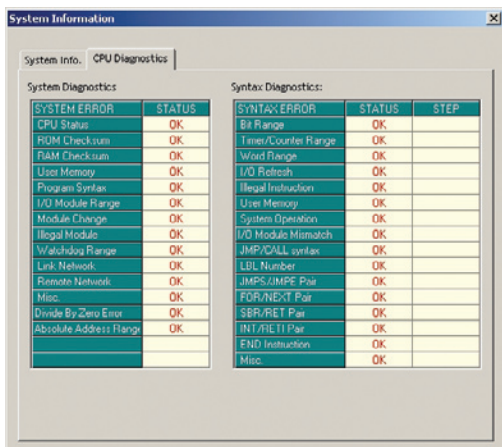 System Information
System Info. CPU Diagnostics
System Diagnostics
SYSTEM ERROR STATUS
CPU Status OK
ROM Checksum OK
RAM Checksum OK
User Memory OK
Program Syntax OK
I/O Module Range OK
Module Change OK
Illegal Module OK
Watchdog Range OK
Link Network OK
Remote Network OK
Misc. OK
Divide By Zero Error OK
Absolute Address Range OK
Syntax Diagnostics:
SYNTAX ERROR STATUS STEP
Bit Range OK
Timer/Counter Range OK
Word Range OK
I/O Refresh OK
Illegal Instruction OK
User Memory OK
System Operation OK
I/O Module Mismatch OK
JMP/CALL syntax OK
LBL Number OK
JMPS/JMPE Pair OK
FOR/NEXT Pair OK
SBR/RET Pair OK
INT/RETI Pair OK
END Instruction OK
Misc. OK